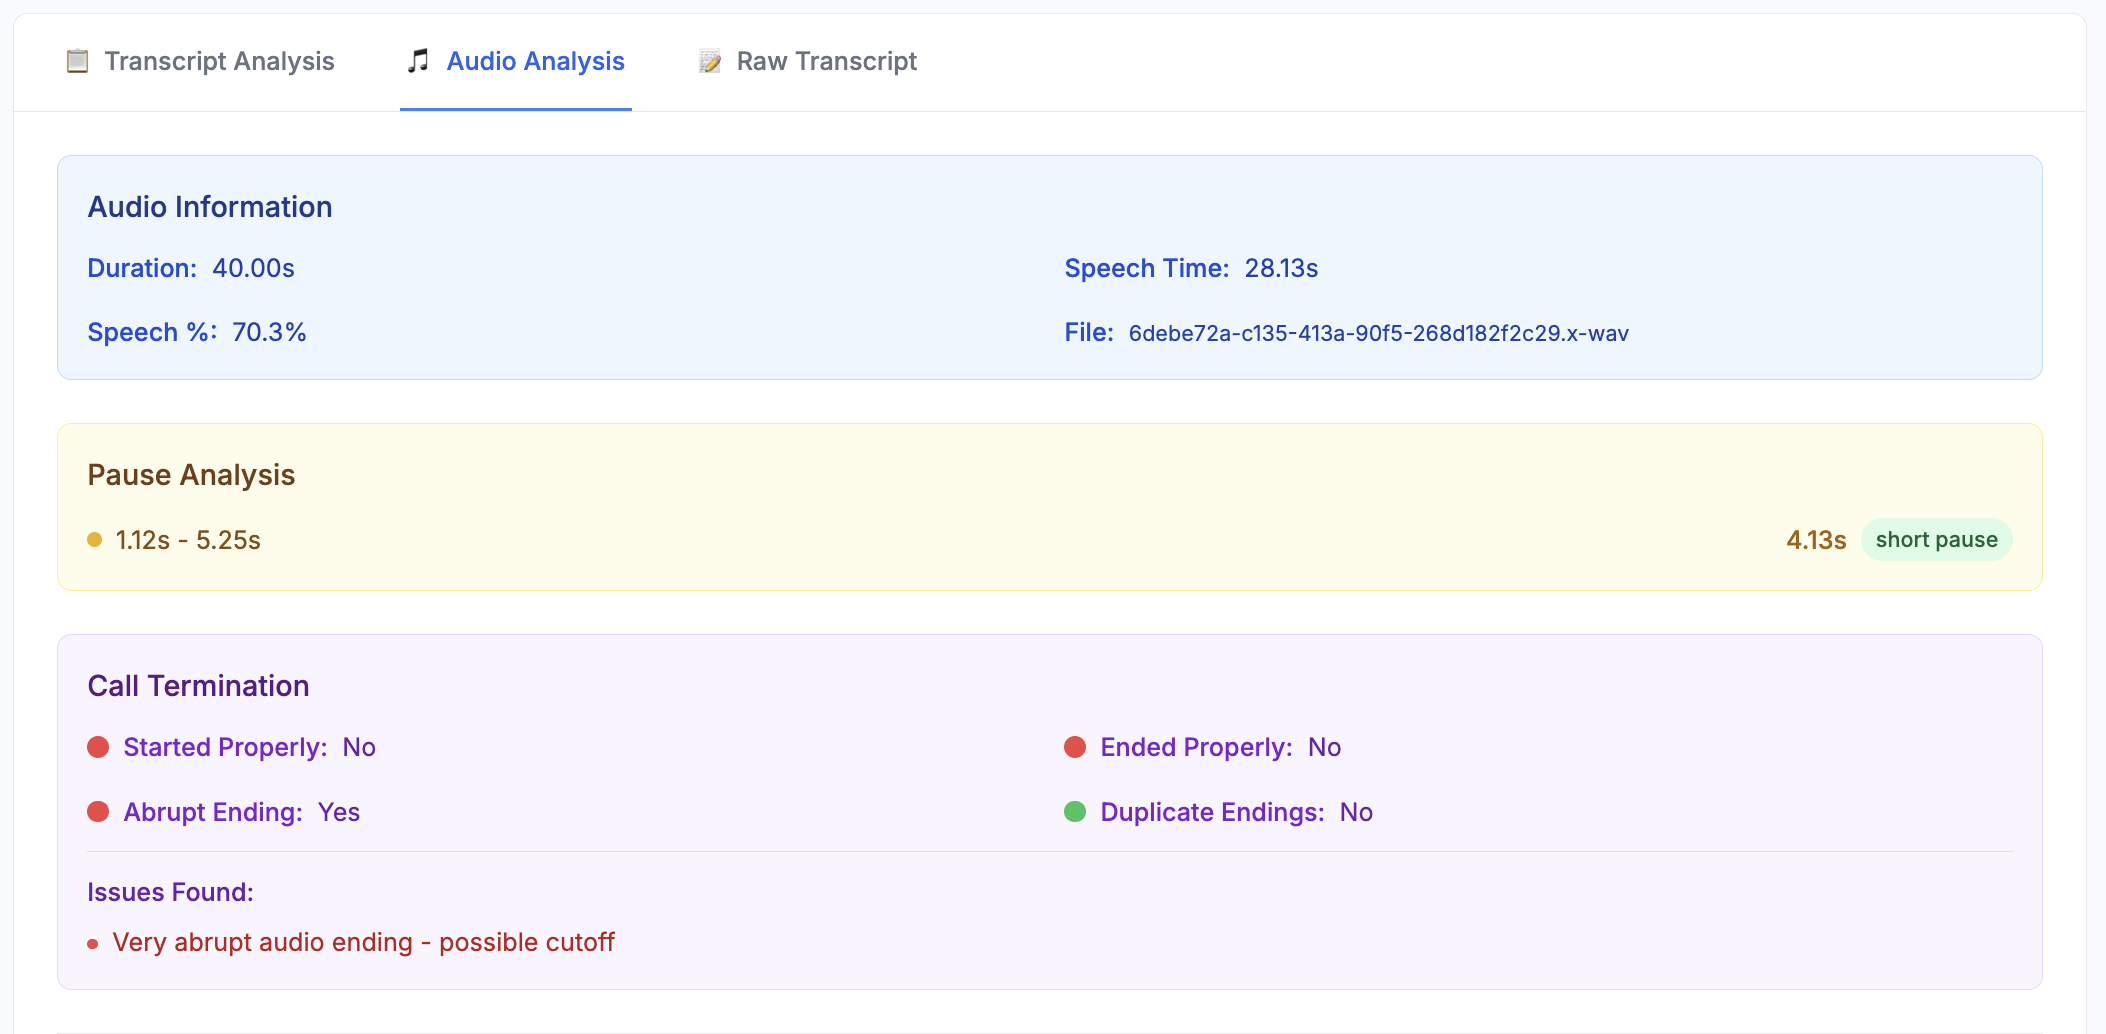 Transcript Analysis
Audio Analysis
Raw Transcript
Audio Information
Duration: 40.00s
Speech Time: 28.13s
Speech %: 70.3%
File: 6debe72a-c135-413a-90f5-268d182f2c29.x-wav
Pause Analysis
1.12s - 5.25s
4.13s short pause
Call Termination
Started Properly: No
Ended Properly: No
Abrupt Ending: Yes
Duplicate Endings: No
Issues Found:
Very abrupt audio ending - possible cutoff